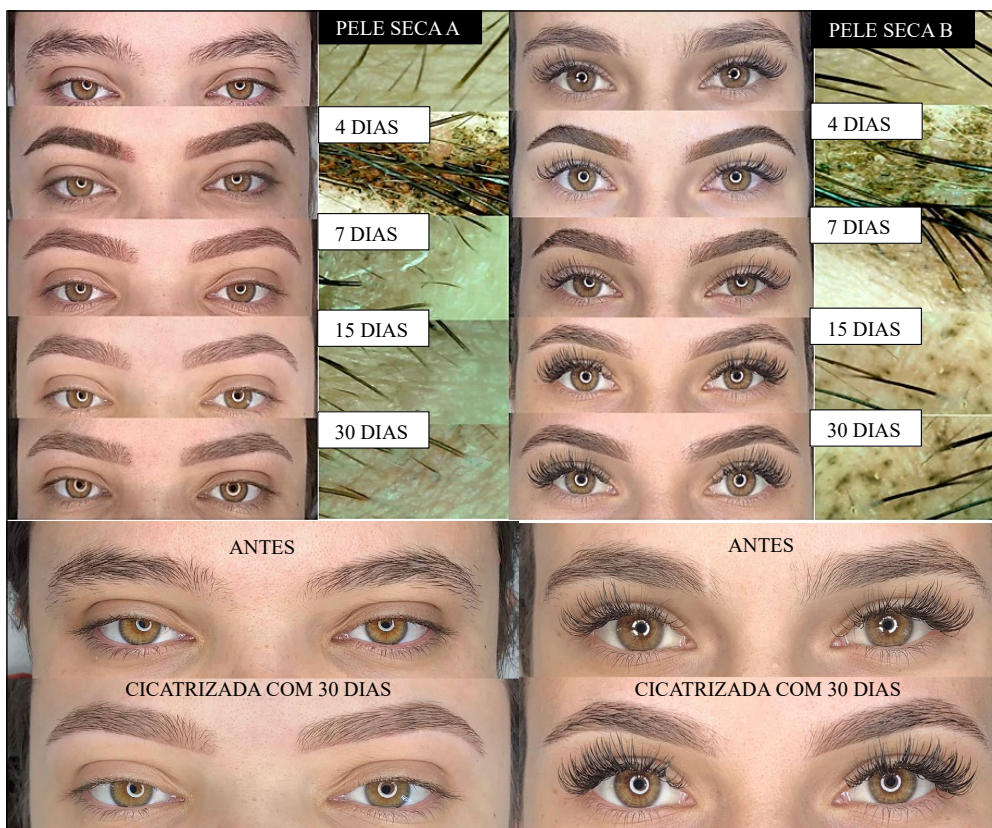 PELE SECA A
4 DIAS
7 DIAS
15 DIAS
30 DIAS
PELE SECA B
4 DIAS
7 DIAS
15 DIAS
30 DIAS
ANTES
CICATRIZADA COM 30 DIAS
ANTES
CICATRIZADA COM 30 DIAS